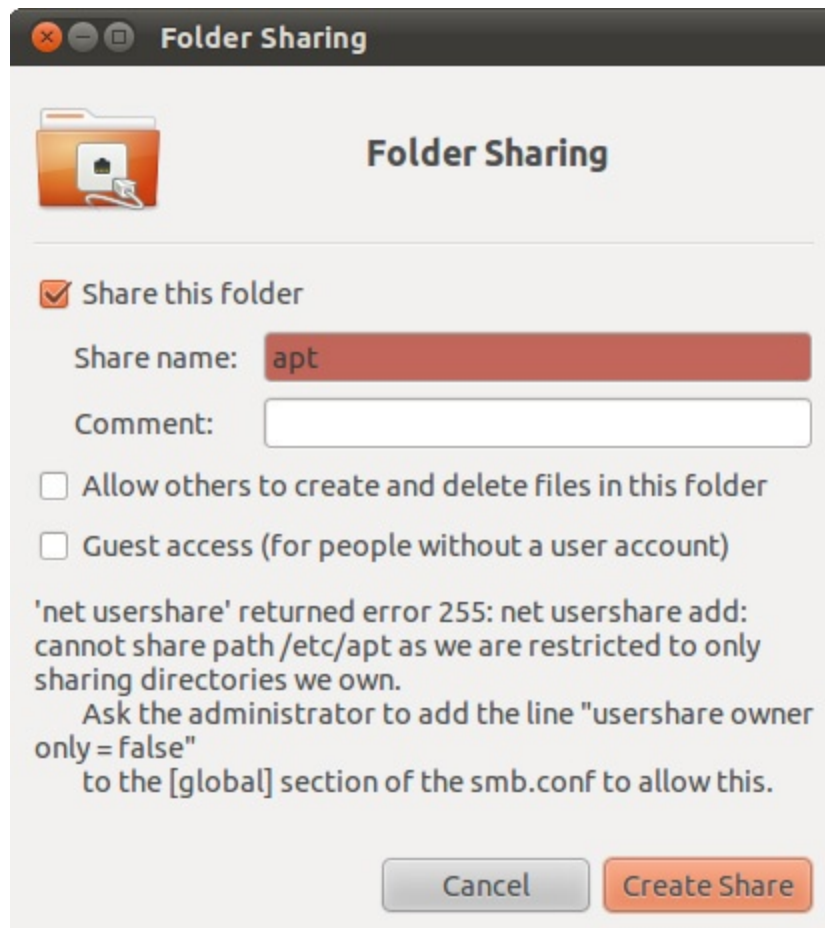 Folder Sharing
Folder Sharing
Share this folder
Share name: apt
Comment:
Allow others to create and delete files in this folder
Guest access (for people without a user account)
'net usershare' returned error 255: net usershare add:
cannot share path /etc/apt as we are restricted to only
sharing directories we own.
Ask the administrator to add the line "usershare owner
only = false"
to the [global] section of the smb.conf to allow this.
Cancel Create Share